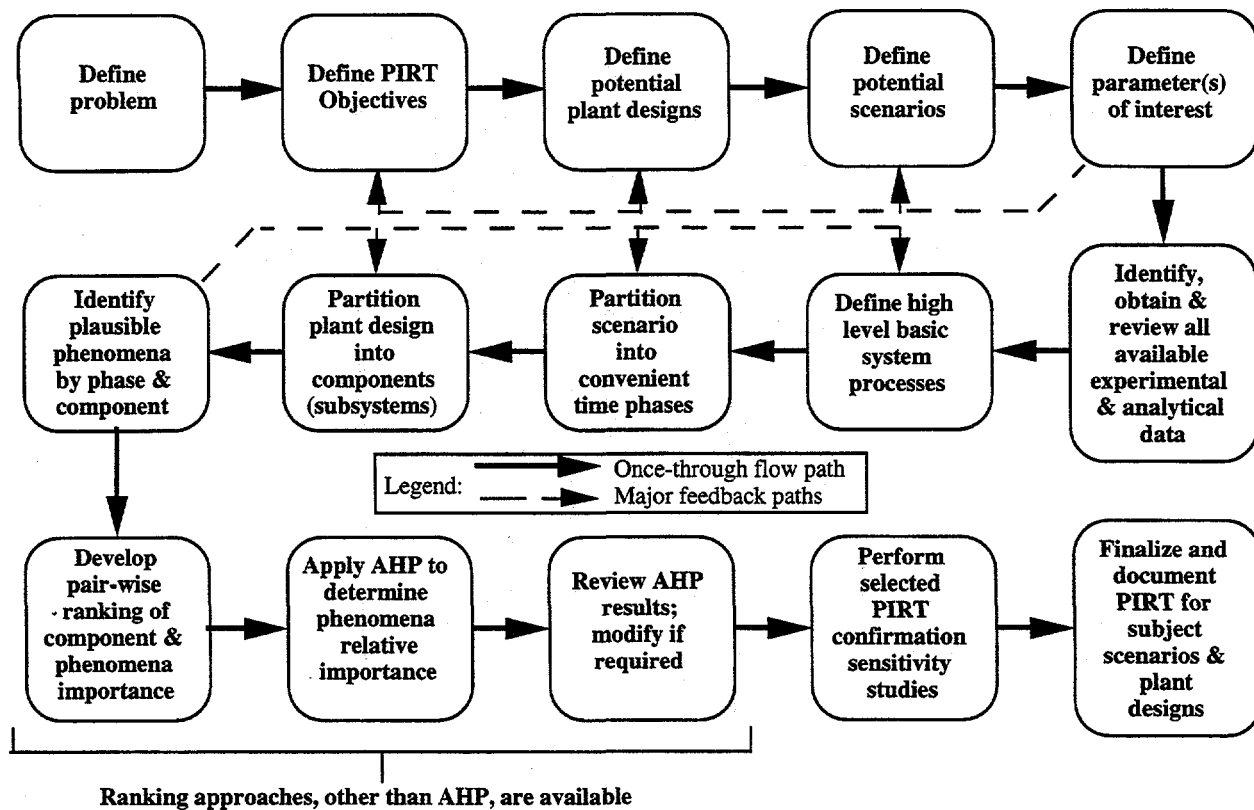 Define
problem
Define PIRT
Objectives
Define
potential
plant designs
Define
potential
scenarios
Define
parameter(s)
of interest
Identify
plausible
phenomena
by phase &
component
Partition
plant design
into
components
(subsystems)
Partition
scenario
into
convenient
time phases
Define high
level basic
system
processes
Identify,
obtain &
review all
available
experimental
& analytical
data
Legend:
Once-through flow path
Major feedback paths
Develop
pair-wise
ranking of
component &
phenomena
importance
Apply AHP to
determine
phenomena
relative
importance
Review AHP
results;
modify if
required
Perform
selected
PIRT
confirmation
sensitivity
studies
Finalize and
document
PIRT for
subject
scenarios &
plant
designs
Ranking approaches, other than AHP, are available